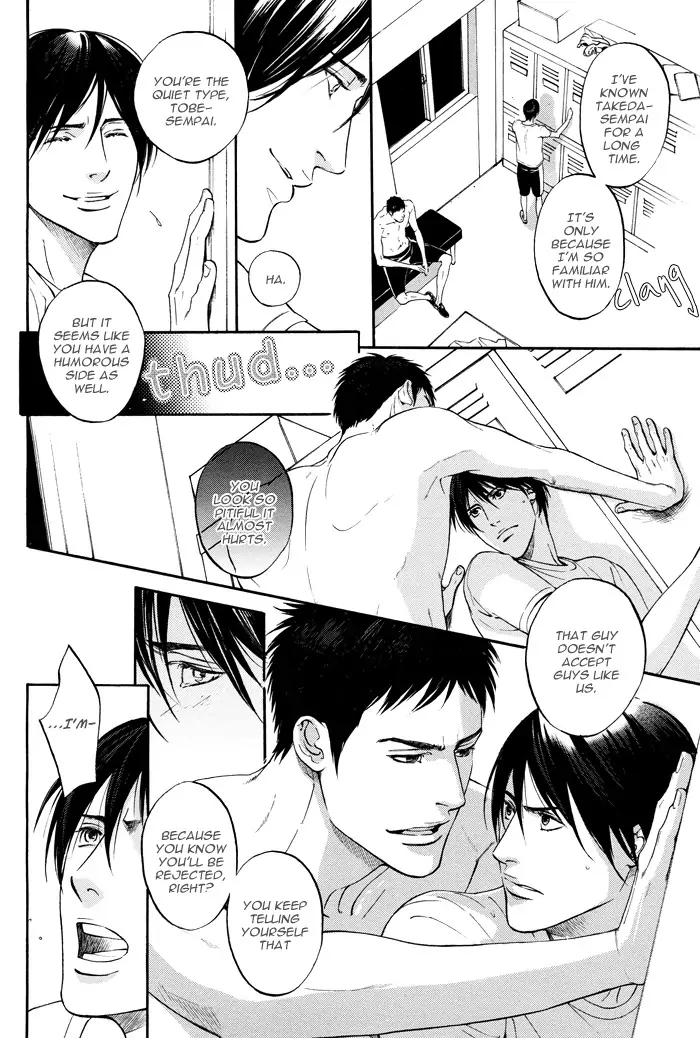 I'VE
KNOWN
TAKEDA-
SEMPAI
FOR A
LONG
TIME.
IT'S
ONLY
BECAUSE
I'M SO
FAMILIAR
WITH HIM.
clang
YOU'RE THE
QUIET TYPE,
TOBE-
SEMPAI.
HA.
BUT IT
SEEMS LIKE
YOU HAVE A
HUMOROUS
SIDE AS
WELL.
thud...
YOU
LOOK SO
PITIFUL IT
ALMOST
HURTS.
THAT GUY
DOESN'T
ACCEPT
GUYS LIKE
US.
YOU KEEP
TELLING
YOURSELF
THAT
BECAUSE
YOU KNOW
YOU'LL BE
REJECTED,
RIGHT?
...I'M-